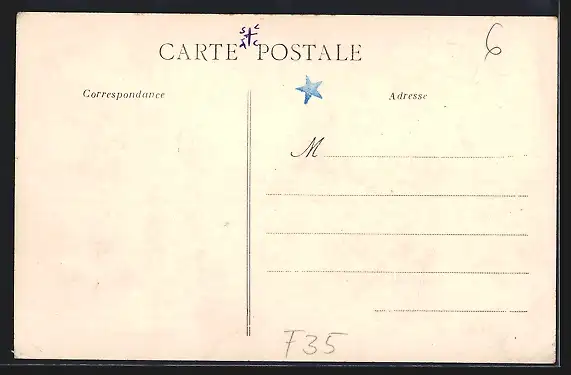 S C
A C
6
CARTE POSTALE
Correspondance
Adresse
M
F35